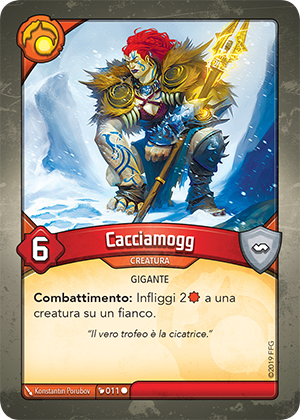 6
Cacciamogg
CREATURA
GIGANTE
Combattimento: Infliggi 2 a una
creatura su un fianco.
"Il vero trofeo è la cicatrice."
Konstantin Porubov
011
©2019 FFG